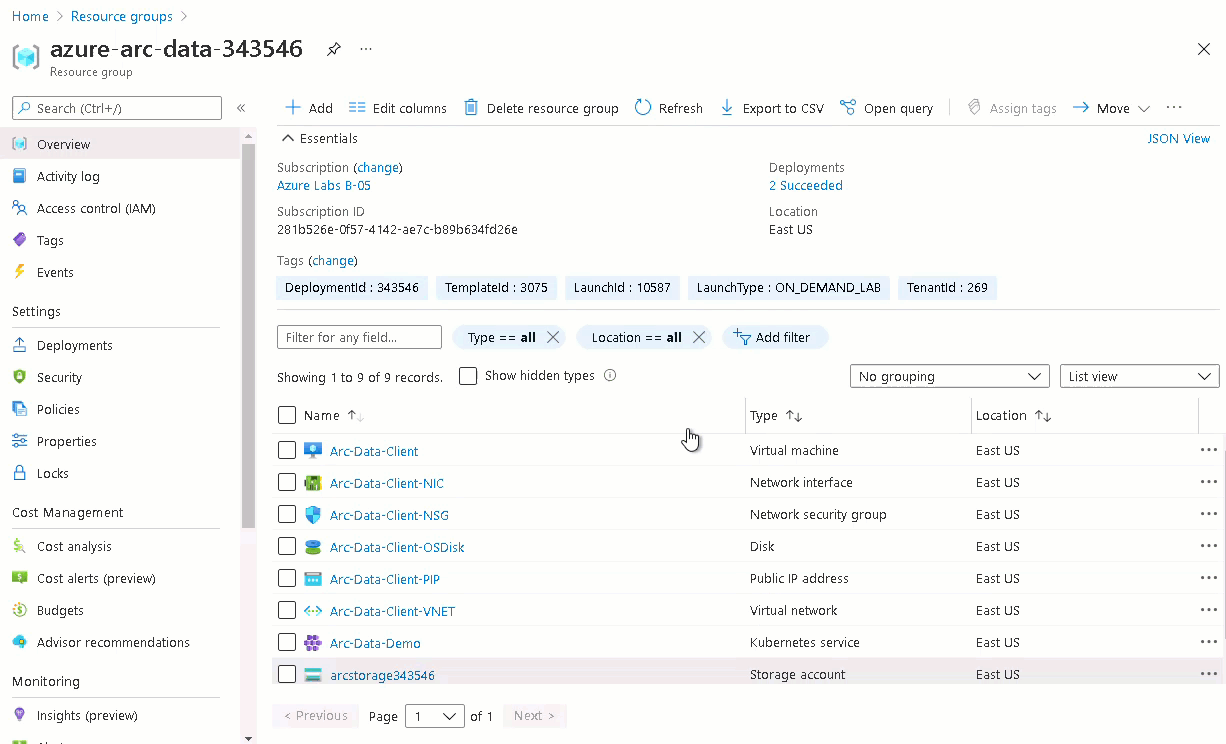 Home > Resource groups >
azure-arc-data-343546
Resource group
Search (Ctrl+/)
Overview
Activity log
Access control (IAM)
Tags
Events
Settings
Deployments
Security
Policies
Properties
Locks
Cost Management
Cost analysis
Cost alerts (preview)
Budgets
Advisor recommendations
Monitoring
Insights (preview)
Add Edit columns Delete resource group Refresh Export to CSV Open query Assign tags Move
Essentials JSON View
Subscription (change) Deployments
Azure Labs B-05 2 Succeeded
Subscription ID Location
281b526e-0f57-4142-ae7c-b89b634fd26e East US
Tags (change)
DeploymentId : 343546 TemplateId : 3075 LaunchId : 10587 LaunchType : ON_DEMAND_LAB TenantId : 269
Filter for any field... Type == all Location == all Add filter
Showing 1 to 9 of 9 records. Show hidden types No grouping List view
Name Type Location
Arc-Data-Client Virtual machine East US
Arc-Data-Client-NIC Network interface East US
Arc-Data-Client-NSG Network security group East US
Arc-Data-Client-OSDisk Disk East US
Arc-Data-Client-PIP Public IP address East US
Arc-Data-Client-VNET Virtual network East US
Arc-Data-Demo Kubernetes service East US
arcstorage343546 Storage account East US
< Previous Page 1 of 1 Next >